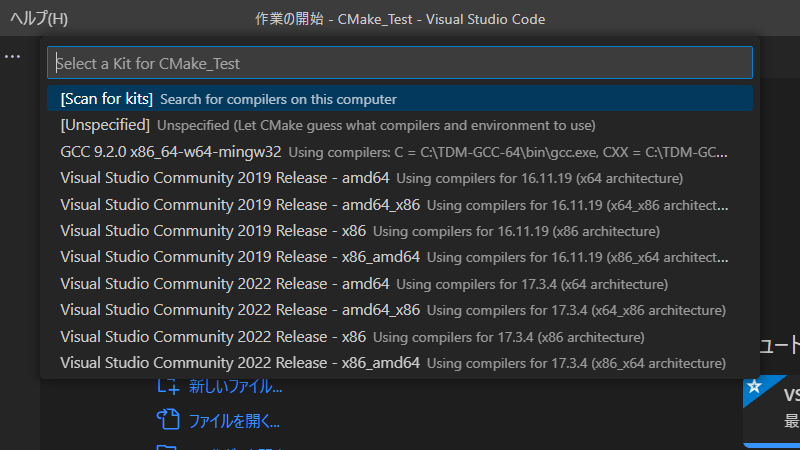 ヘルプ(H)
作業の開始 - CMake_Test - Visual Studio Code
Select a Kit for CMake_Test
[Scan for kits] Search for compilers on this computer
[Unspecified] Unspecified (Let CMake guess what compilers and environment to use)
GCC 9.2.0 x86_64-w64-mingw32 Using compilers: C = C:\TDM-GCC-64\bin\gcc.exe, CXX = C:\TDM-GC...
Visual Studio Community 2019 Release - amd64 Using compilers for 16.11.19 (x64 architecture)
Visual Studio Community 2019 Release - amd64_x86 Using compilers for 16.11.19 (x64_x86 architect...
Visual Studio Community 2019 Release - x86 Using compilers for 16.11.19 (x86 architecture)
Visual Studio Community 2019 Release - x86_amd64 Using compilers for 16.11.19 (x86_x64 architect...
Visual Studio Community 2022 Release - amd64 Using compilers for 17.3.4 (x64 architecture)
Visual Studio Community 2022 Release - amd64_x86 Using compilers for 17.3.4 (x64_x86 architecture)
Visual Studio Community 2022 Release - x86 Using compilers for 17.3.4 (x86 architecture)
Visual Studio Community 2022 Release - x86_amd64 Using compilers for 17.3.4 (x86_x64 architecture)
ュート
新しいファイル...
VS
ファイルを開く...
最